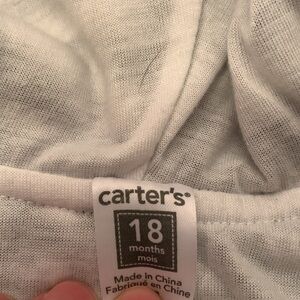 carter's®
18
months
mois
Made in China
Fabriqué en Chine